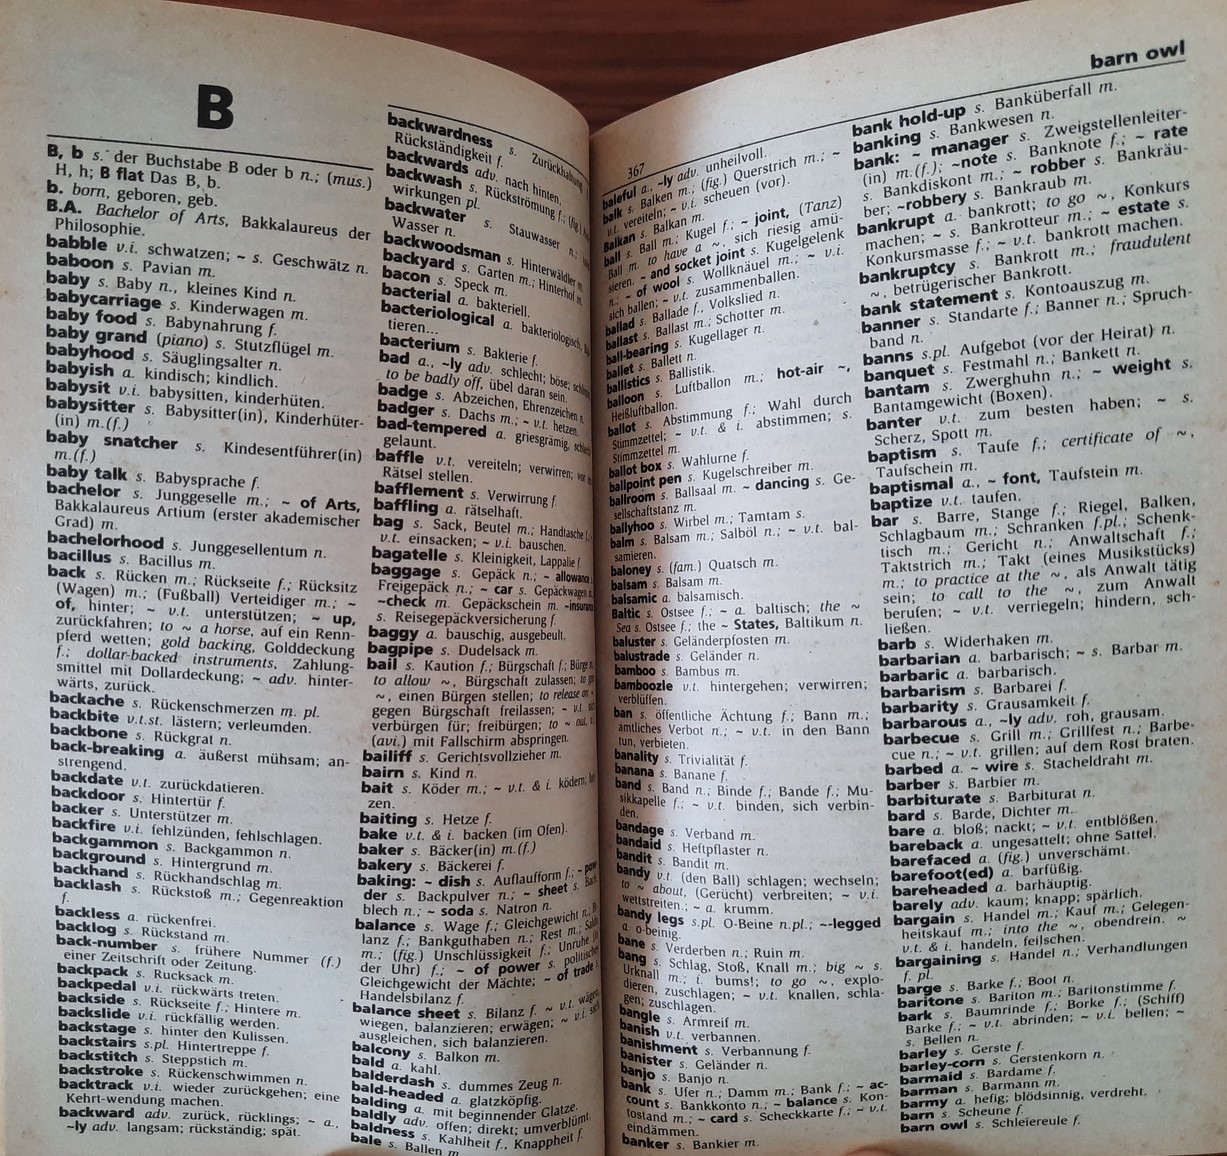 B
B, b s. der Buchstabe B oder b n.; (mus.)
H, h; B flat Das B, b.
b. born, geboren, geb.
B.A. Bachelor of Arts, Bakkalaureus der
Philosophie.
babble v.i. schwatzen; ~ s. Geschwätz n.
baboon s. Pavian m.
baby s. Baby n., kleines Kind n.
babycarriage s. Kinderwagen m.
baby food s. Babynahrung f.
baby grand (piano) s. Stutzflügel m.
babyhood s. Säuglingsalter n.
babyish a. kindisch; kindlich.
babysit v.i. babysitten, kinderhüten.
babysitter s. Babysitter(in), Kinderhüter-
(in) m.(f.)
baby snatcher s. Kindesentführer(in)
m.(f.)
baby talk s. Babysprache f.
bachelor s. Junggeselle m.; ~ of Arts,
Bakkalaureus Artium (erster akademischer
Grad) m.
bachelorhood s. Junggesellentum n.
bacillus s. Bacillus m.
back s. Rücken m.; Rückseite f.; Rücksitz
(Wagen) m.; (Fußball) Verteidiger m.; ~
of, hinter; ~ v.t. unterstützen; ~ up,
zurückfahren; to ~ a horse, auf ein Renn-
pferd wetten; gold backing, Golddeckung
f.; dollar-backed instruments, Zahlung-
smittel mit Dollardeckung; ~ adv. hinter-
wärts, zurück.
backache s. Rückenschmerzen m. pl.
backbite v.t.st. lästern; verleumden.
backbone s. Rückgrat n.
back-breaking a. äußerst mühsam; an-
strengend.
backdate v.t. zurückdatieren.
backdoor s. Hintertür f.
backer s. Unterstützer m.
backfire v.i. fehlzünden, fehlschlagen.
backgammon s. Backgammon n.
background s. Hintergrund m.
backhand s. Rückhandschlag m.
backlash s. Rückstoß m.; Gegenreaktion
f.
backless a. rückenfrei.
backlog s. Rückstand m.
back-number s. frühere Nummer (f.)
einer Zeitschrift oder Zeitung.
backpack s. Rucksack m.
backpedal v.i. rückwärts treten.
backside s. Rückseite f.; Hintere m.
backslide v.i. rückfällig werden.
backstage s. hinter den Kulissen.
backstairs s.pl. Hintertreppe f.
backstitch s. Steppstich m.
backstroke s. Rückenschwimmen n.
backtrack v.i. wieder zurückgehen; eine
Kehrt-wendung machen.
backward adv. zurück, rücklings; ~ a.,
~ly adv. langsam; rückständig; spät.
backwardness s. Zurückhaltung
Rückständigkeit f.
backwards adv. nach hinten.
backwash s. Rückströmung f.; (fig.)
wirkungen pl.
backwater s. Stauwasser n.;
Wasser n.
backwoodsman s. Hinterwäldler m.
backyard s. Garten m.; Hinterhof m.
bacon s. Speck m.
bacterial a. bakteriell.
bacteriological a. bakteriologisch,
tieren...
bacterium s. Bakterie f.
bad a., ~ly adv. schlecht; böse;
to be badly off, übel daran sein.
badge s. Abzeichen, Ehrenzeichen n.
badger s. Dachs m.; ~ v.t. hetzen.
bad-tempered a. griesgrämig,
gelaunt.
baffle v.t. vereiteln; verwirren; vor
Rätsel stellen.
bafflement s. Verwirrung f.
baffling a. rätselhaft.
bag s. Sack, Beutel m.; Handtasche f.;
v.t. einsacken; ~ v.i. bauschen.
bagatelle s. Kleinigkeit, Lappalie f.
baggage s. Gepäck n.; ~ allowance
Freigepäck n.; ~ car s. Gepäckwagen
~check m. Gepäckschein m.
s. Reisegepäckversicherung f.
baggy a. bauschig, ausgebeult.
bagpipe s. Dudelsack m.
bail s. Kaution f.; Bürgschaft f.;
to allow ~, Bürgschaft zulassen; to
~, einen Bürgen stellen; to release on
gegen Bürgschaft freilassen; ~ v.t.
verbürgen für; freibürgen; to ~ out,
(avi.) mit Fallschirm abspringen.
bailiff s. Gerichtsvollzieher m.
bairn s. Kind n.
bait s. Köder m.; ~ v.t. & i. ködern;
zen.
baiting s. Hetze f.
bake v.t. & i. backen (im Ofen).
baker s. Bäcker(in) m.(f.)
bakery s. Bäckerei f.
baking: ~ dish s. Auflaufform f.; ~ pow-
der s. Backpulver n.; ~ sheet s. Back
blech n.; ~ soda s. Natron n.
balance s. Wage f.; Gleichgewicht n.;
lanz f.; Bankguthaben n.; Rest m.;
m.; (fig.) Unschlüssigkeit f.; Unruhe
der Uhr) f.; ~ of power s. politisches
Gleichgewicht der Mächte; ~ of trade s.
Handelsbilanz f.
balance sheet s. Bilanz f. ~ v.t. wägen,
wiegen, balanzieren; erwägen; ~ v.i. sich
ausgleichen, sich balanzieren.
balcony s. Balkon m.
bald a. kahl.
balderdash s. dummes Zeug n.
bald-headed a. glatzköpfig.
balding a. mit beginnender Glatze.
baldly adv. offen; direkt; umverblümt.
baldness s. Kahlheit f., Knappheit f.
bale s. Ballen m
367
baleful a., ~ly adv. unheilvoll.
balk s. Balken m.; (fig.) Querstrich m.; ~
v.t. vereiteln; ~ v.i. scheuen (vor).
Balkan s. Balkan m.
ball s. Ball m.; Kugel f.; ~ joint, (Tanz)
Ball m. to have a ~, sich riesig amü-
sieren. ~ and socket joint s. Kugelgelenk
n.; ~ of wool s. Wollknäuel m.; ~ v.t.
sich ballen; ~ v.t. zusammenballen.
ballad s. Ballade f., Volkslied n.
ballast s. Ballast m.; Schotter m.
ball-bearing s. Kugellager n.
ballet s. Ballett n.
ballistics s. Ballistik.
balloon s. Luftballon m.; hot-air ~,
Heißluftballon.
ballot s. Abstimmung f.; Wahl durch
Stimmzettel; ~ v.t. & i. abstimmen; s.
Stimmzettel m.
ballot box s. Wahlurne f.
ballpoint pen s. Kugelschreiber m.
ballroom s. Ballsaal m. ~ dancing s. Ge-
sellschaftstanz m.
ballyhoo s. Wirbel m.; Tamtam s.
balm s. Balsam m.; Salböl n.; ~ v.t. bal-
samieren.
baloney s. (fam.) Quatsch m.
balsam s. Balsam m.
balsamic a. balsamisch.
Baltic s. Ostsee f.; ~ a. baltisch; the ~
Sea s. Ostsee f.; the ~ States, Baltikum n.
baluster s. Geländerpfosten m.
balustrade s. Geländer n.
bamboo s. Bambus m.
bamboozle v.t. hintergehen; verwirren;
verblüffen.
ban s. öffentliche Ächtung f.; Bann m.;
amtliches Verbot n.; ~ v.t. in den Bann
tun, verbieten.
banality s. Trivialität f.
banana s. Banane f.
band s. Band n.; Binde f.; Bande f.; Mu-
sikkapelle f.; ~ v.t. binden, sich verbin-
den.
bandage s. Verband m.
bandaid s. Heftpflaster n.
bandit s. Bandit m.
bandy v.t. (den Ball) schlagen; wechseln;
to ~ about, (Gerücht) verbreiten; ~ v.i.
wettstreiten.; ~ a. krumm.
bandy legs s.pl. O-Beine n.pl.; ~-legged
a. o-beinig.
bane s. Verderben n.; Ruin m.
bang s. Schlag, Stoß, Knall m.; big ~ s.
Urknall m.; i. bums!; to go ~, explo-
dieren, zuschlagen; ~ v.t. knallen, schla-
gen; zuschlagen.
bangle s. Armreif m.
banish v.t. verbannen.
banishment s. Verbannung f.
banister s. Geländer n.
banjo s. Banjo n.
bank s. Ufer n.; Damm m.; Bank f.; ~ ac-
count s. Bankkonto n.; ~ balance s. Kon-
tostand m.; ~ card s. Scheckkarte f.; ~ v.t.
eindämmen.
banker s. Bankier m.
barn owl
bank hold-up s. Banküberfall m.
banking s. Bankwesen n.
bank: ~ manager s. Zweigstellenleiter-
(in) m.(f.); ~note s. Banknote f.; ~ rate
s. Bankdiskont m.; ~ robber s. Bankräu-
ber; ~robbery s. Bankraub m.
bankrupt a. bankrott; to go ~, Konkurs
machen; ~ s. Bankrotteur m.; ~ estate s.
Konkursmasse f.; ~ v.t. bankrott machen.
bankruptcy s. Bankrott m.; fraudulent
~, betrügerischer Bankrott.
bank statement s. Kontoauszug m.
banner s. Standarte f.; Banner n.; Spruch-
band n.
banns s.pl. Aufgebot (vor der Heirat) n.
banquet s. Festmahl n.; Bankett n.
bantam s. Zwerghuhn n.; ~ weight s.
Bantamgewicht (Boxen).
banter v.t. zum besten haben; ~ s.
Scherz, Spott m.
baptism s. Taufe f.; certificate of ~,
Taufschein m.
baptismal a., ~ font, Taufstein m.
baptize v.t. taufen.
bar s. Barre, Stange f.; Riegel, Balken,
Schlagbaum m.; Schranken f.pl.; Schenk-
tisch m.; Gericht n.; Anwaltschaft f.;
Taktstrich m.; Takt (eines Musikstücks)
m.; to practice at the ~, als Anwalt tätig
sein; to call to the ~, zum Anwalt
berufen; ~ v.t. verriegeln; hindern, sch-
ließen.
barb s. Widerhaken m.
barbarian a. barbarisch; ~ s. Barbar m.
barbaric a. barbarisch.
barbarism s. Barbarei f.
barbarity s. Grausamkeit f.
barbarous a., ~ly adv. roh, grausam.
barbecue s. Grill m.; Grillfest n.; Barbe-
cue n.; ~ v.t. grillen; auf dem Rost braten.
barbed a. ~ wire s. Stacheldraht m.
barber s. Barbier m.
barbiturate s. Barbiturat n.
bard s. Barde, Dichter m.
bare a. bloß; nackt; ~ v.t. entblößen.
bareback a. ungesattelt; ohne Sattel.
barefaced a. (fig.) unverschämt.
barefoot(ed) a. barfüßig.
bareheaded a. barhäuptig.
barely adv. kaum; knapp; spärlich.
bargain s. Handel m.; Kauf m.; Gelegen-
heitskauf m.; into the ~, obendrein. ~
v.t. & i. handeln, feilschen.
bargaining s. Handel n.; Verhandlungen
f. pl.
barge s. Barke f.; Boot n.
baritone s. Bariton m.; Baritonstimme f.
bark s. Baumrinde f.; Borke f.; (Schiff)
Barke f.; ~ v.t. abrinden; ~ v.i. bellen; ~
s. Bellen n.
barley s. Gerste f.
barley-corn s. Gerstenkorn n.
barmaid s. Bardame f.
barman s. Barmann m.
barmy a. hefig; blödsinnig, verdreht.
barn s. Scheune f.
barn owl s. Schleiereule f.